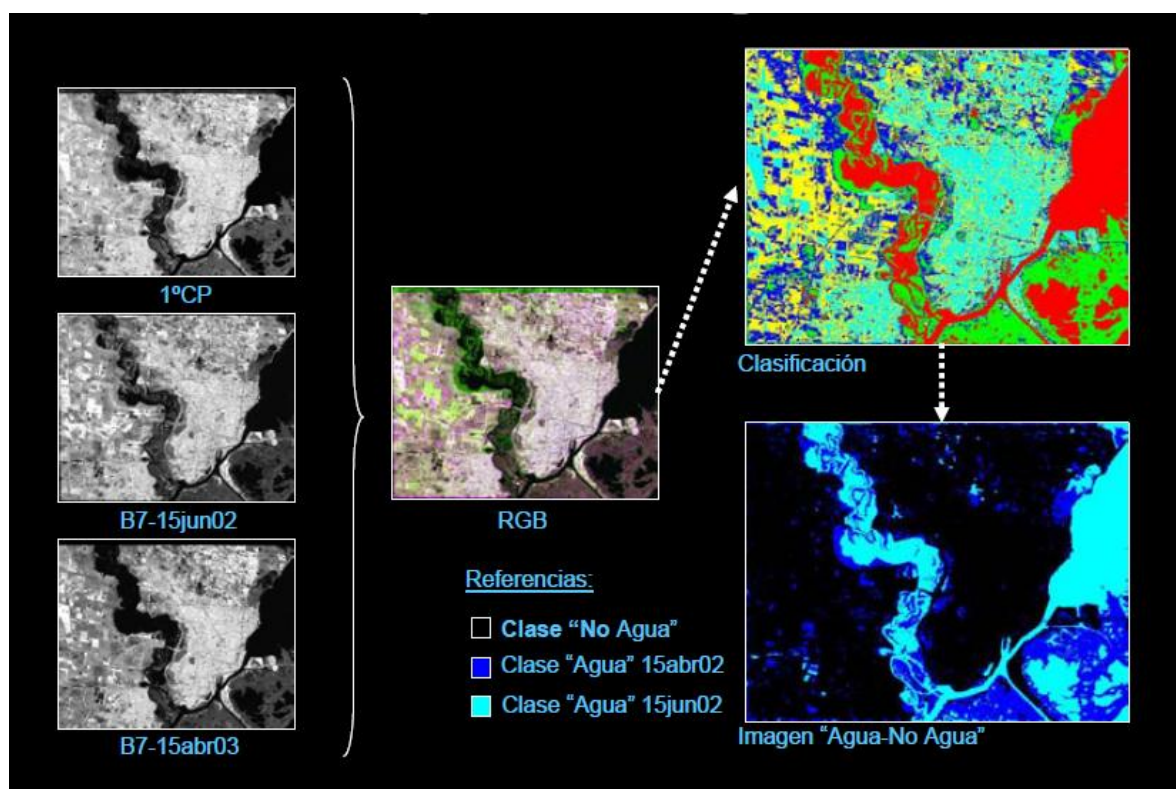 1ºCP
B7-15jun02
B7-15abr03
RGB
Referencias:
Clase “No Agua”
Clase “Agua” 15abr02
Clase “Agua” 15jun02
Clasificación
Imagen “Agua-No Agua”